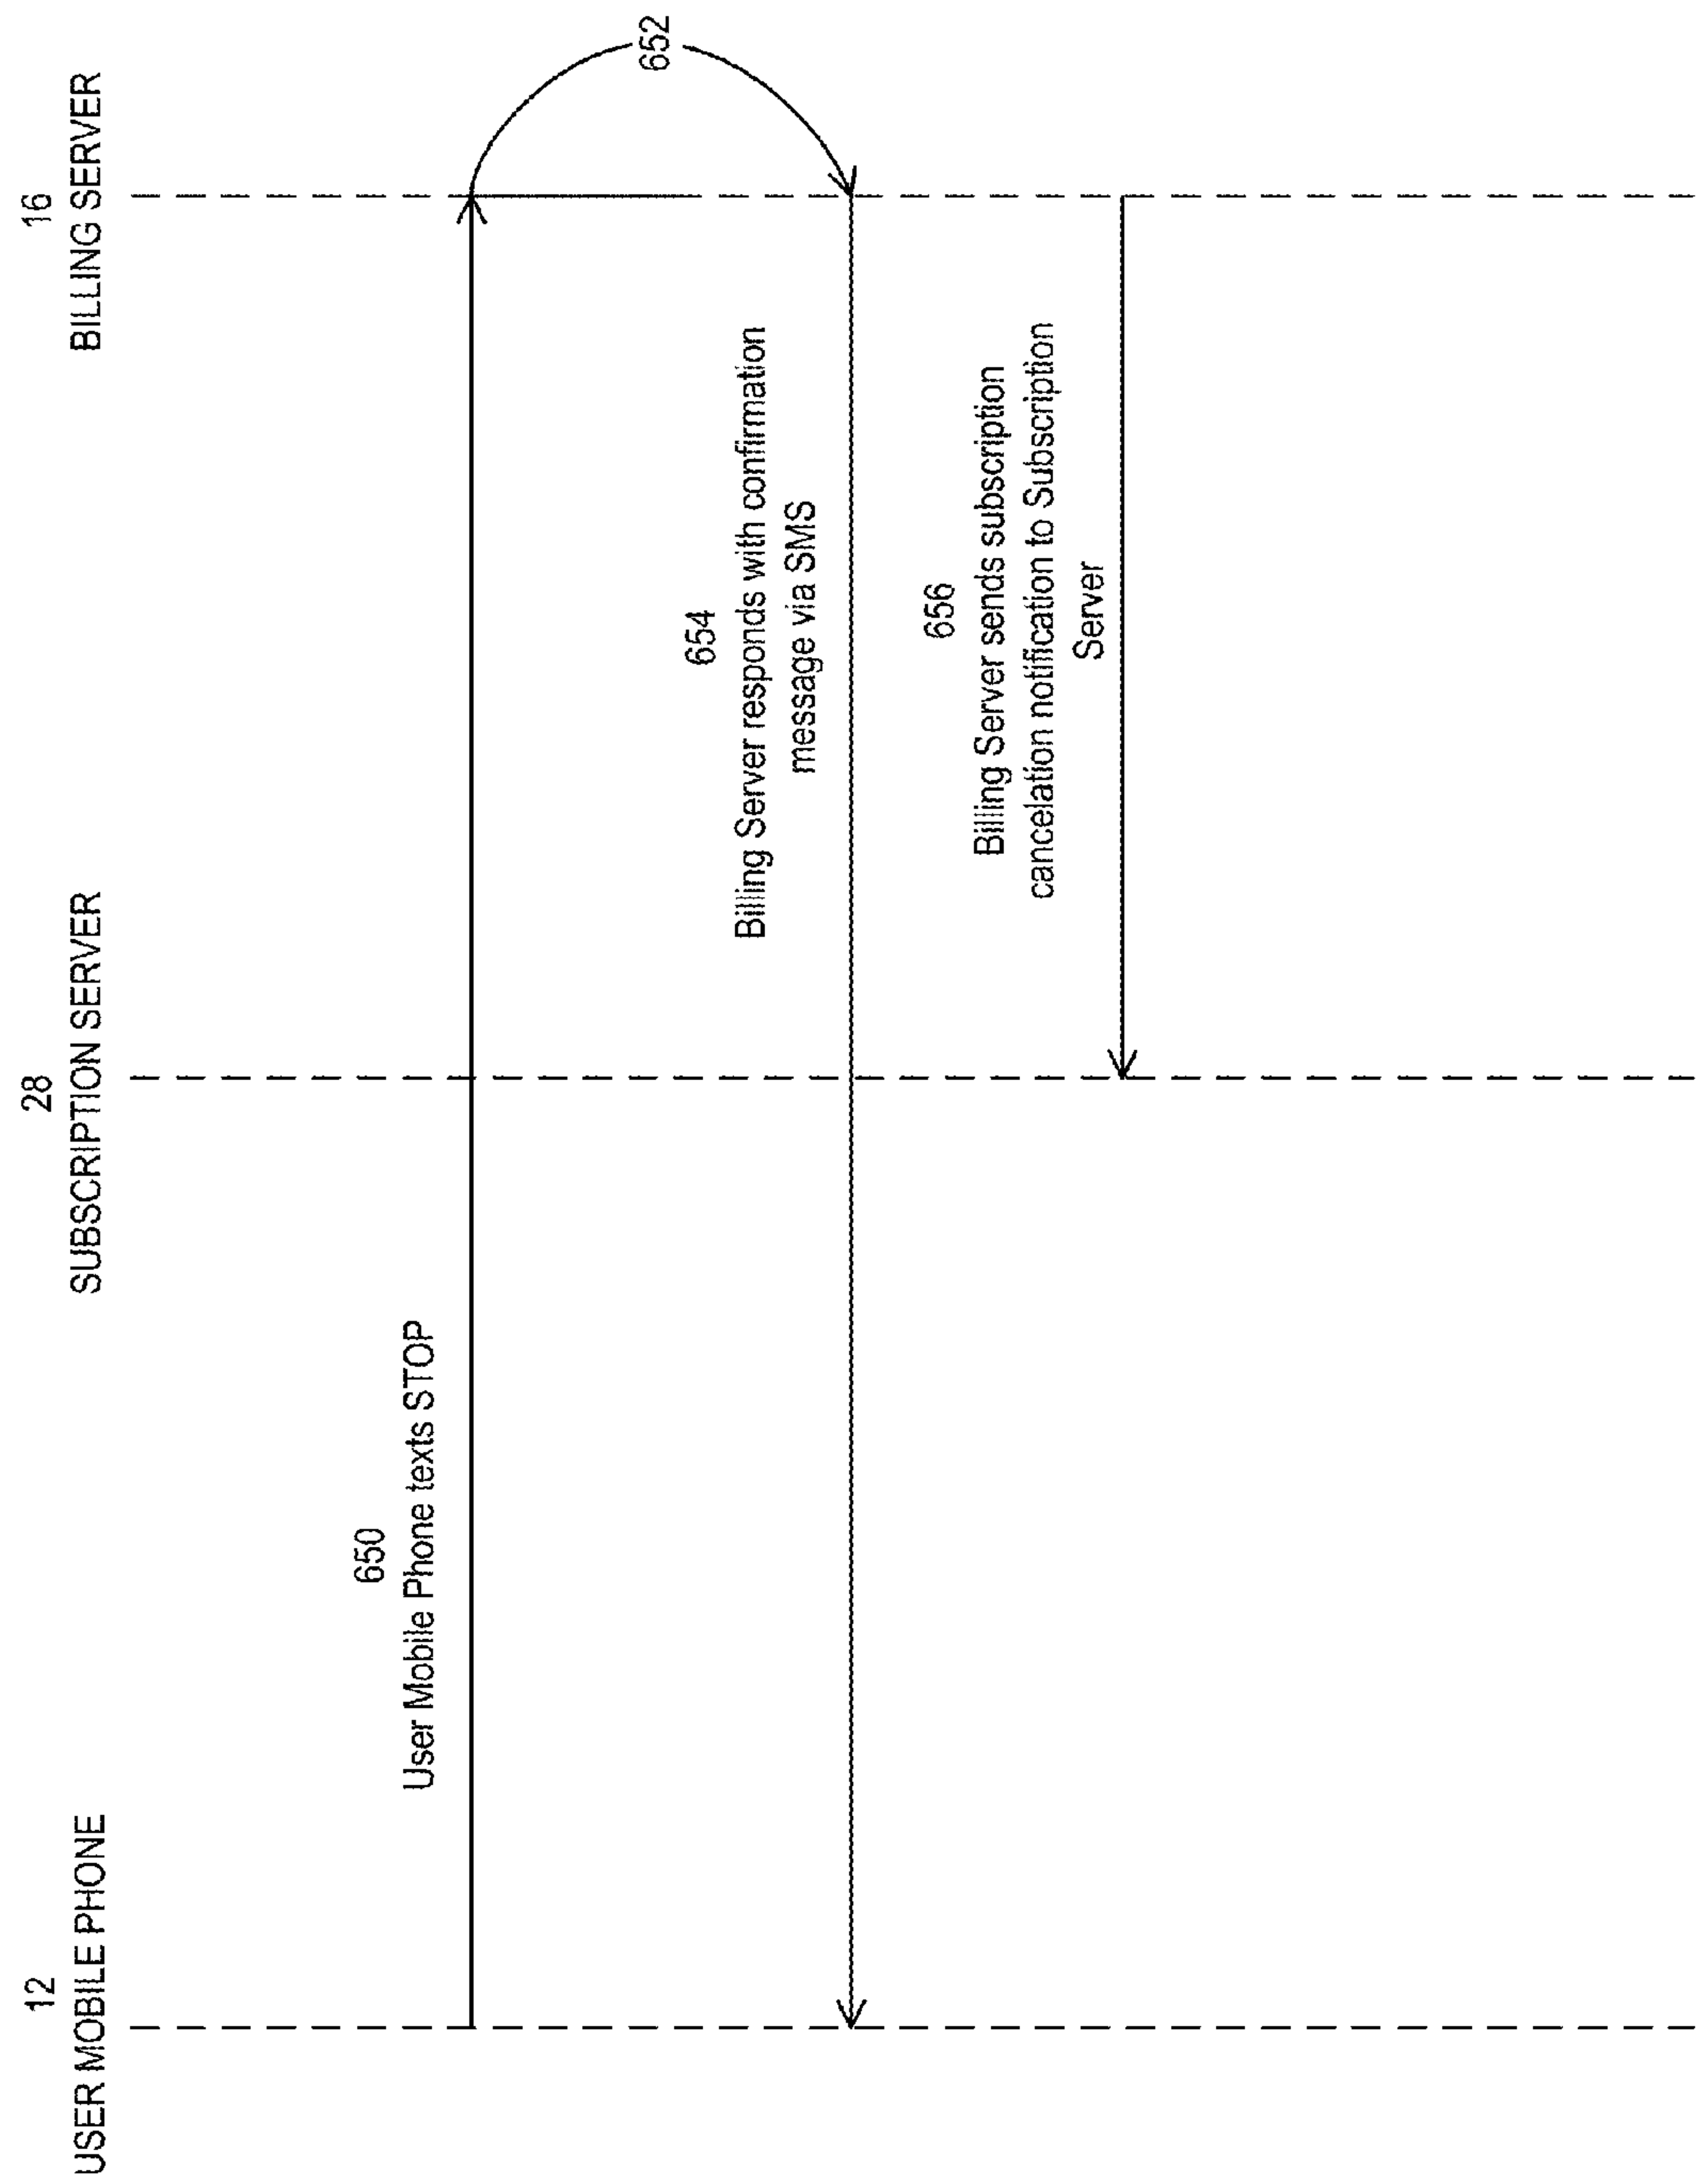 12
USER MOBILE PHONE
28
SUBSCRIPTION SERVER
16
BILLING SERVER
650
User Mobile Phone texts STOP
652
654
Billing Server responds with confirmation
message via SMS
656
Billing Server sends subscription
cancelation notification to Subscription
Server